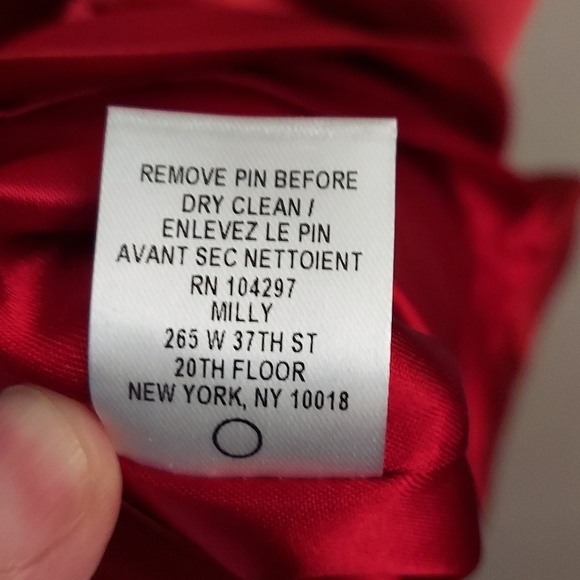 REMOVE PIN BEFORE
DRY CLEAN /
ENLEVEZ LE PIN
AVANT SEC NETTOIENT
RN 104297
MILLY
265 W 37TH ST
20TH FLOOR
NEW YORK, NY 10018